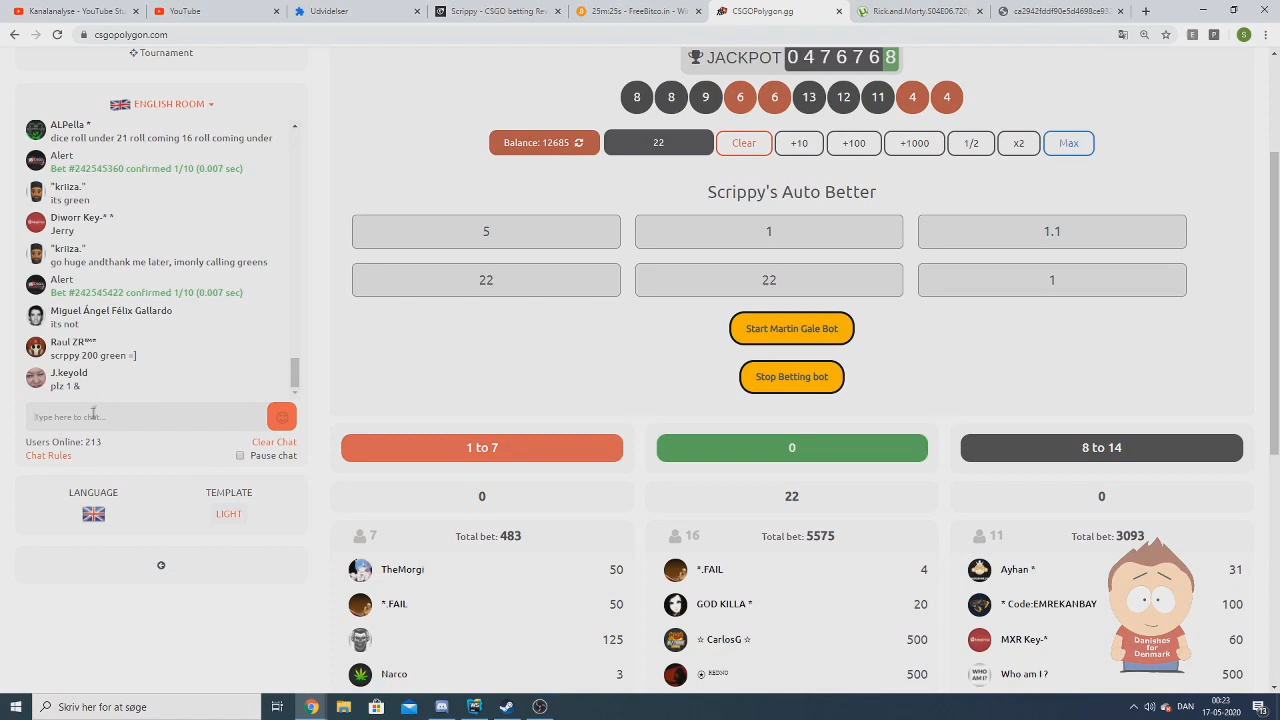 Kanalanalyse - YouTube Stu
YouTube
Udvidelser
Scrippy - CSGO betting Rev
25m:25s - FreeBitco.in - Wi
CSGOPolygon.gg
Rick.and.Morty.S04E06.720p
ca2942fddf90e5d4698ce93
csgopolygon.com
Tournament
ENGLISH ROOM
ALPella *
dice roll under 21 roll coming 16 roll coming under
Alert
Bet #242545360 confirmed 1/10 (0.007 sec)
"kriiza."
its green
Diworr Key-* *
Jerry
"kriiza."
go huge andthank me later, imonly calling greens
Alert
Bet #242545422 confirmed 1/10 (0.007 sec)
Miguel Ángel Félix Gallardo
its not
Raul ZR
scrppy 200 green =]
J.keyold
plz 1 &
Type here to chat...
Users Online: 213
Clear Chat
Chat Rules
Pause chat
LANGUAGE
TEMPLATE
LIGHT
JACKPOT 0476768
8 8 9 6 6 13 12 11 4 4
Balance: 12685
22
Clear
+10
+100
+1000
1/2
x2
Max
Scrippy's Auto Better
5
1
1.1
22
22
1
Start Martin Gale Bot
Stop Betting bot
1 to 7
0
8 to 14
0
22
0
7
Total bet: 483
16
Total bet: 5575
11
Total bet: 3093
TheMorgi
50
*.FAIL
4
Ayhan *
31
*.FAIL
50
GOD KILLA *
20
* Code:EMREKANBAY
100
125
☆ CarlosG ☆
500
MXR Key-*
60
Narco
3
500
WHO AM I?
Who am I ?
500
Danishes
for
Denmark
Skriv her for at søge
DAN
00:23
17-05-2020